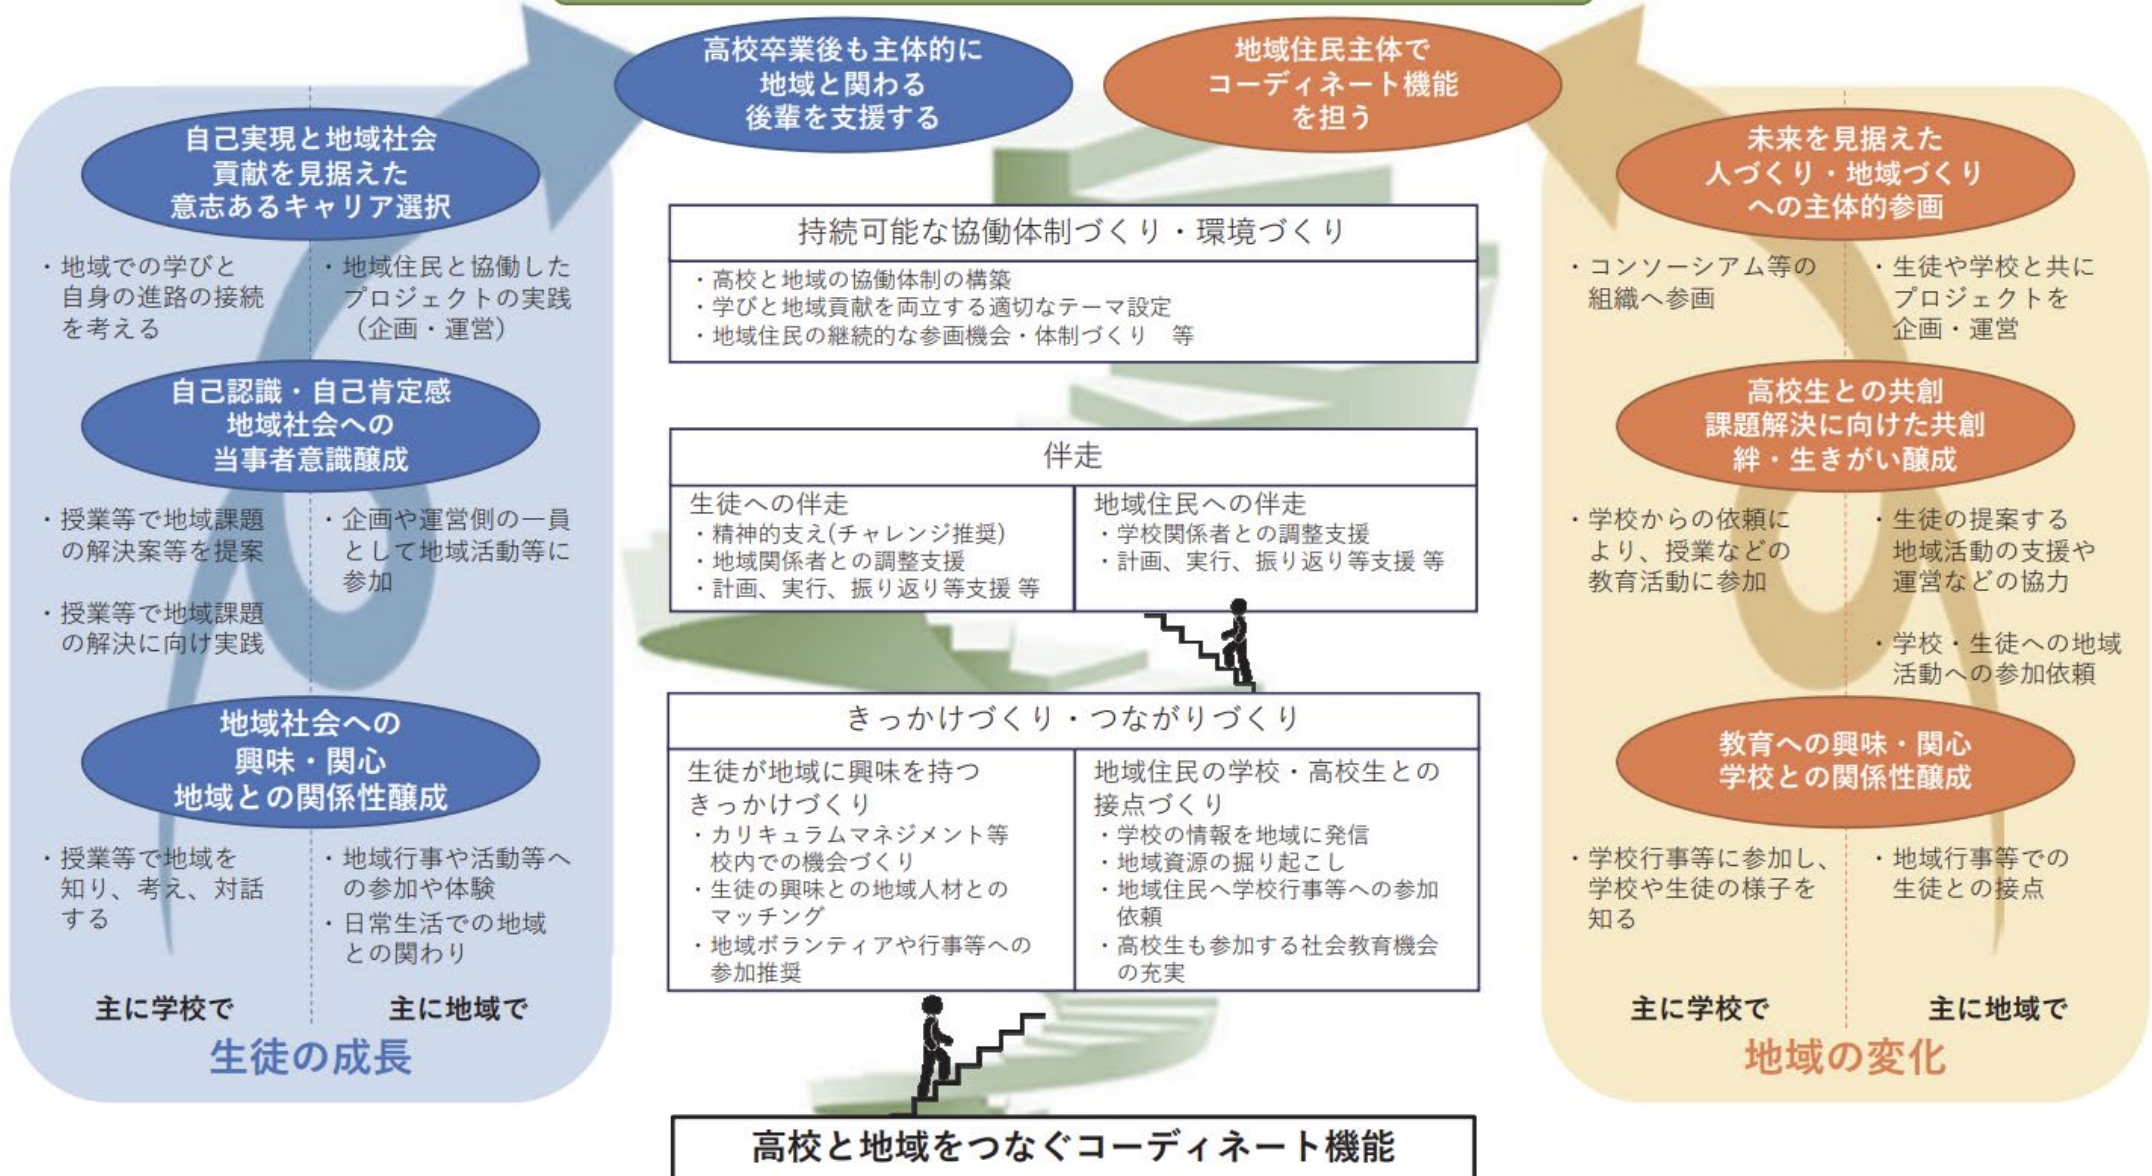 高校卒業後も主体的に
地域と関わる
後輩を支援する
地域住民主体で
コーディネート機能
を担う
自己実現と地域社会
貢献を見据えた
意志あるキャリア選択
・地域での学びと
自身の進路の接続
を考える
・地域住民と協働した
プロジェクトの実践
（企画・運営）
自己認識・自己肯定感
地域社会への
当事者意識醸成
・授業等で地域課題
の解決案等を提案
・授業等で地域課題
の解決に向け実践
・企画や運営側の一員
として地域活動等に
参加
地域社会への
興味・関心
地域との関係性醸成
・授業等で地域を
知り、考え、対話
する
・地域行事や活動等へ
の参加や体験
・日常生活での地域
との関わり
主に学校で
主に地域で
生徒の成長
持続可能な協働体制づくり・環境づくり
・高校と地域の協働体制の構築
・学びと地域貢献を両立する適切なテーマ設定
・地域住民の継続的な参画機会・体制づくり　等
伴走
生徒への伴走
・精神的支え(チャレンジ推奨)
・地域関係者との調整支援
・計画、実行、振り返り等支援 等
地域住民への伴走
・学校関係者との調整支援
・計画、実行、振り返り等支援 等
きっかけづくり・つながりづくり
生徒が地域に興味を持つ
きっかけづくり
・カリキュラムマネジメント等
校内での機会づくり
・生徒の興味との地域人材との
マッチング
・地域ボランティアや行事等への
参加推奨
地域住民の学校・高校生との
接点づくり
・学校の情報を地域に発信
・地域資源の掘り起こし
・地域住民へ学校行事等への参加
依頼
・高校生も参加する社会教育機会
の充実
高校と地域をつなぐコーディネート機能
未来を見据えた
人づくり・地域づくり
への主体的参画
・コンソーシアム等の
組織へ参画
・生徒や学校と共に
プロジェクトを
企画・運営
高校生との共創
課題解決に向けた共創
絆・生きがい醸成
・学校からの依頼に
より、授業などの
教育活動に参加
・生徒の提案する
地域活動の支援や
運営などの協力
・学校・生徒への地域
活動への参加依頼
教育への興味・関心
学校との関係性醸成
・学校行事等に参加し、
学校や生徒の様子を
知る
・地域行事等での
生徒との接点
主に学校で
主に地域で
地域の変化